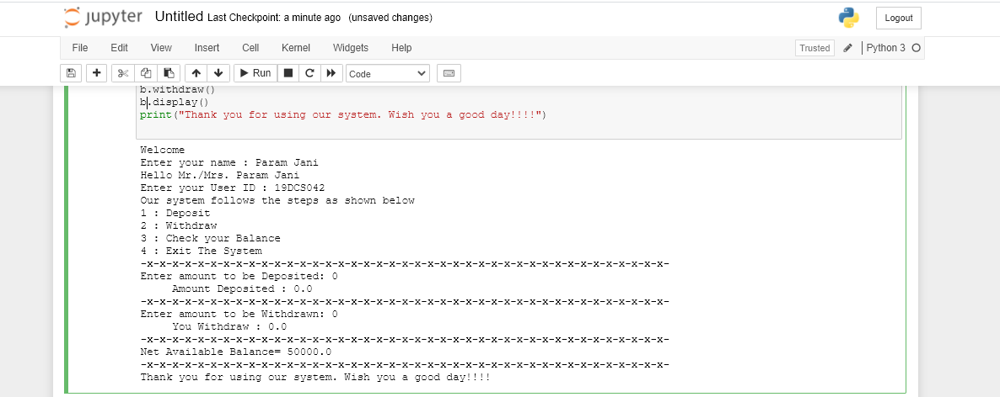 jupyter Untitled Last Checkpoint: a minute ago (unsaved changes) Logout
File Edit View Insert Cell Kernel Widgets Help Trusted Python 3
Run Code
b.withdraw()
b.display()
print("Thank you for using our system. Wish you a good day!!!!")
Welcome
Enter your name : Param Jani
Hello Mr./Mrs. Param Jani
Enter your User ID : 19DCS042
Our system follows the steps as shown below
1 : Deposit
2 : Withdraw
3 : Check your Balance
4 : Exit The System
-x-x-x-x-x-x-x-x-x-x-x-x-x-x-x-x-x-x-x-x-x-x-x-x-x-x-x-x-x-x-x-x-x-x-x-x-x-x-x-x-x-
Enter amount to be Deposited: 0
     Amount Deposited : 0.0
-x-x-x-x-x-x-x-x-x-x-x-x-x-x-x-x-x-x-x-x-x-x-x-x-x-x-x-x-x-x-x-x-x-x-x-x-x-x-x-x-x-
Enter amount to be Withdrawn: 0
     You Withdraw : 0.0
-x-x-x-x-x-x-x-x-x-x-x-x-x-x-x-x-x-x-x-x-x-x-x-x-x-x-x-x-x-x-x-x-x-x-x-x-x-x-x-x-x-
Net Available Balance= 50000.0
-x-x-x-x-x-x-x-x-x-x-x-x-x-x-x-x-x-x-x-x-x-x-x-x-x-x-x-x-x-x-x-x-x-x-x-x-x-x-x-x-x-
Thank you for using our system. Wish you a good day!!!!